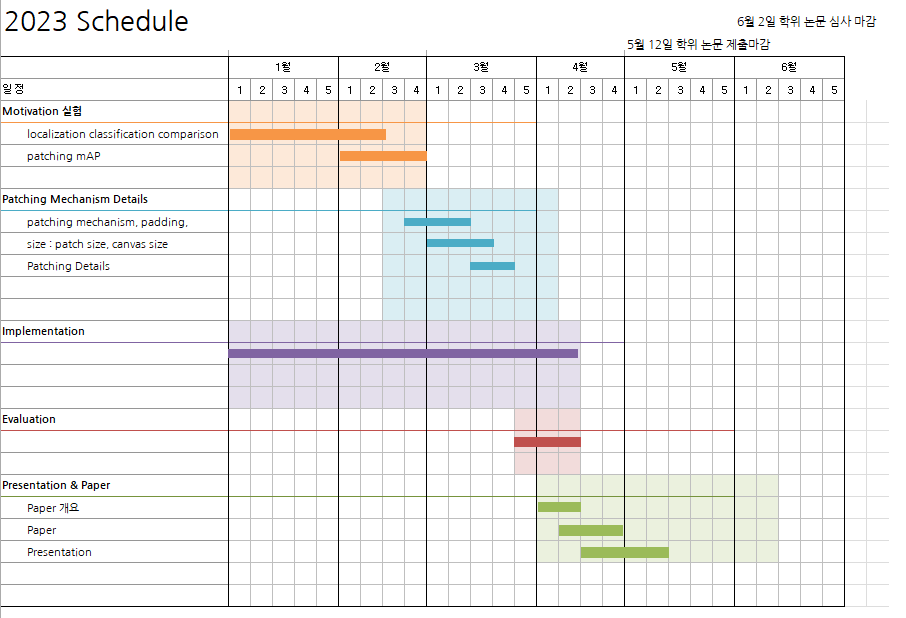 2023 Schedule
6월 2일 학위 논문 심사 마감
5월 12일 학위 논문 제출마감
1월 2월 3월 4월 5월 6월
일정 1 2 3 4 5 1 2 3 4 1 2 3 4 5 1 2 3 4 1 2 3 4 5 1 2 3 4 5
Motivation 실험
localization classification comparison
patching mAP
Patching Mechanism Details
patching mechanism, padding,
size : patch size, canvas size
Patching Details
Implementation
Evaluation
Presentation & Paper
Paper 개요
Paper
Presentation